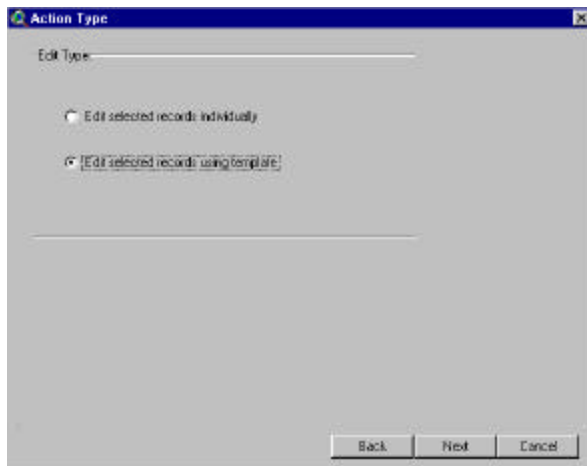 Action Type
Edit Type
Edit selected records individually
Edit selected records using template
Back Next Cancel